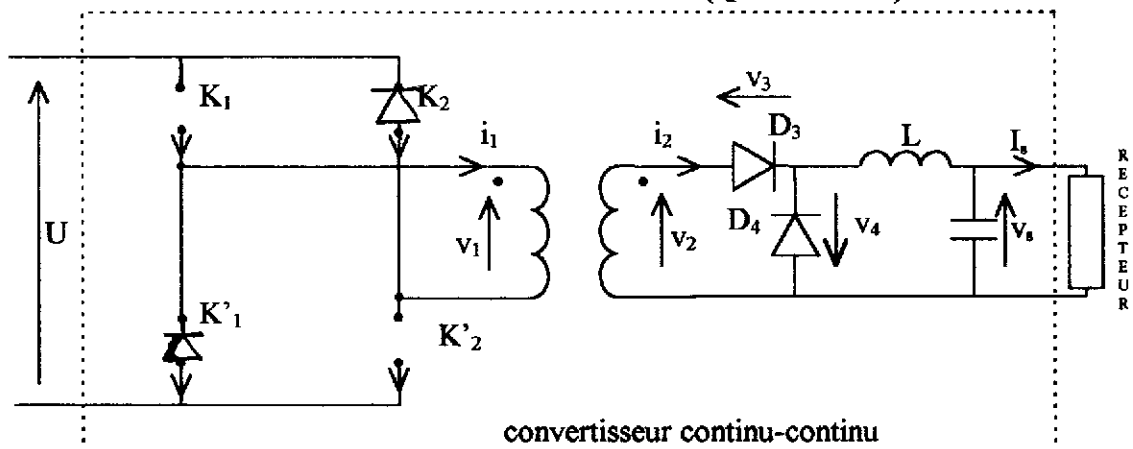 K₁
K₂
v₃
D₃
i₁
i₂
L
Iₛ
U
v₁
v₂
D₄
v₄
vₛ
RECEPTEUR
K'₁
K'₂
convertisseur continu-continu